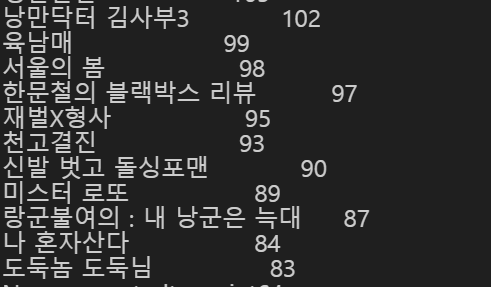 낭만닥터 김사부3 102
육남매 99
서울의 봄 98
한문철의 블랙박스 리뷰 97
재벌X형사 95
천고결진 93
신발 벗고 돌싱포맨 90
미스터 로또 89
랑군불여의 : 내 낭군은 늑대 87
나 혼자산다 84
도둑놈 도둑님 83